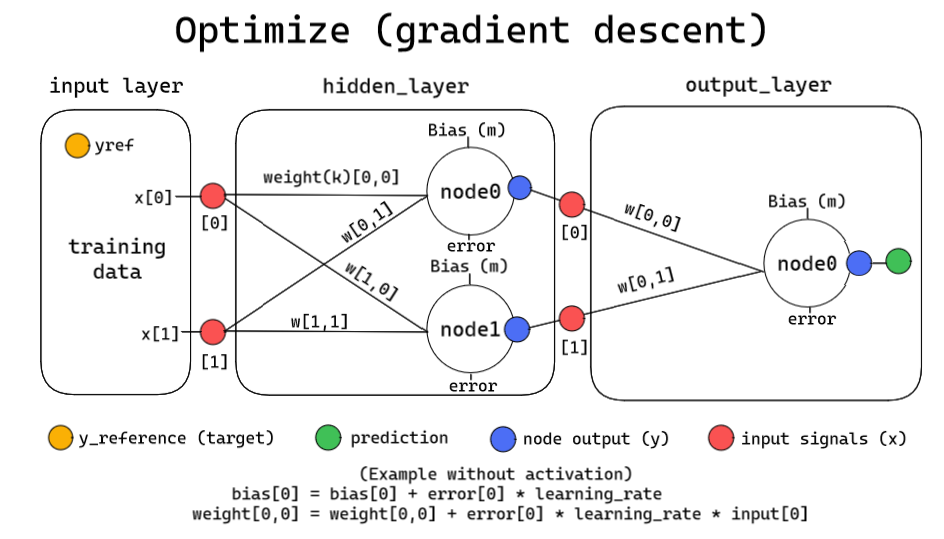 Optimize (gradient descent)
input layer
hidden_layer
output_layer
yref
x[0]
training
data
x[1]
[0]
[1]
weight(k)[0,0]
w[0,1]
w[1,0]
w[1,1]
Bias (m)
node0
error
Bias (m)
node1
error
[0]
[1]
w[0,0]
w[0,1]
Bias (m)
node0
error
y_reference (target)
prediction
node output (y)
input signals (x)
(Example without activation)
bias[0] = bias[0] + error[0] * learning_rate
weight[0,0] = weight[0,0] + error[0] * learning_rate * input[0]